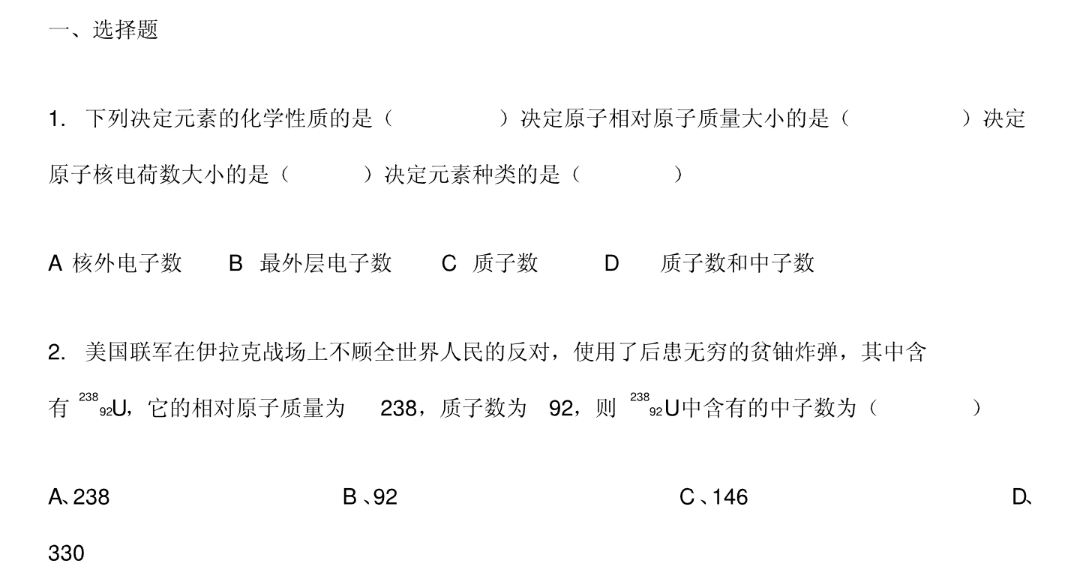 一、选择题
1. 下列决定元素的化学性质的是（ ）决定原子相对原子质量大小的是（ ）决定
原子核电荷数大小的是（ ）决定元素种类的是（ ）
A 核外电子数 B 最外层电子数 C 质子数 D 质子数和中子数
2. 美国联军在伊拉克战场上不顾全世界人民的反对，使用了后患无穷的贫铀炸弹，其中含
有 ²³⁸₉₂U，它的相对原子质量为 238，质子数为 92，则 ²³⁸₉₂U中含有的中子数为（ ）
A、238 B、92 C、146 D、
330